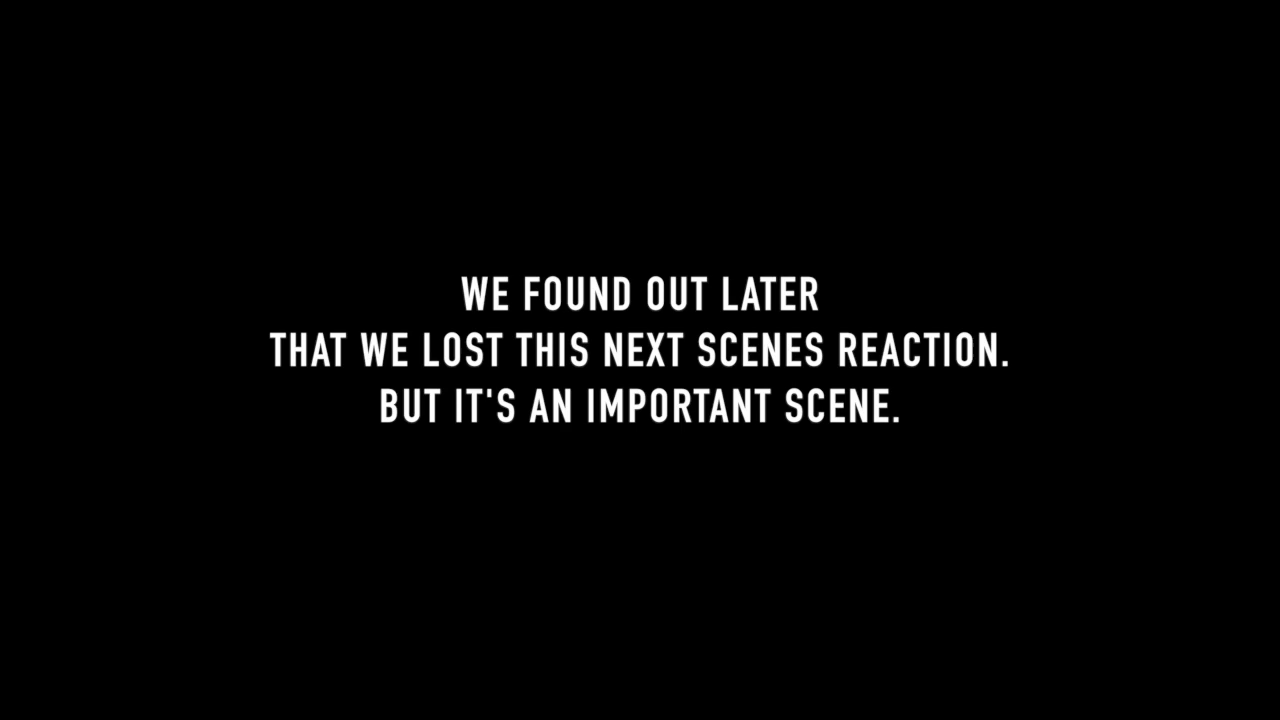 WE FOUND OUT LATER
THAT WE LOST THIS NEXT SCENES REACTION.
BUT IT'S AN IMPORTANT SCENE.